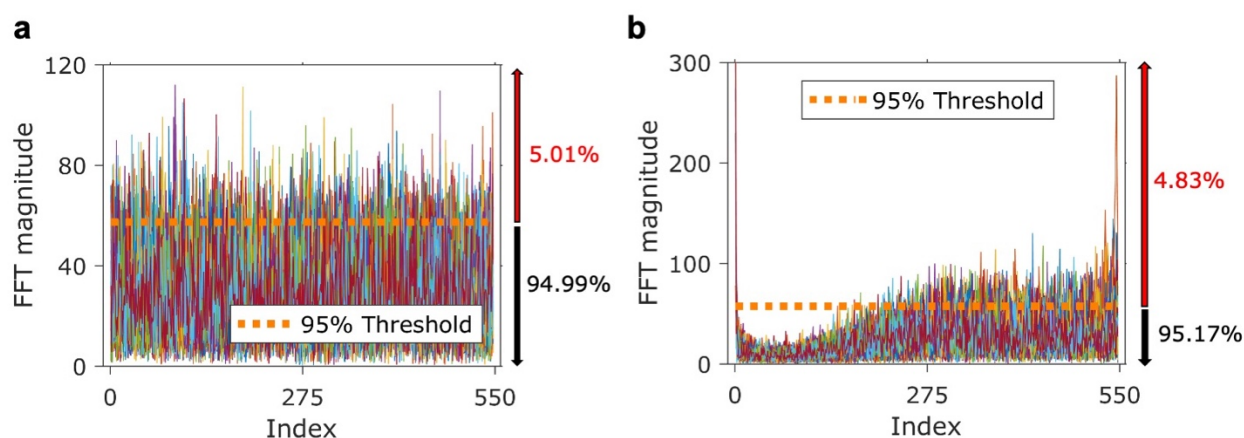 a
FFT magnitude
120
80
40
0
0
275
550
Index
95% Threshold
5.01%
94.99%
b
FFT magnitude
300
200
100
0
0
275
550
Index
95% Threshold
4.83%
95.17%